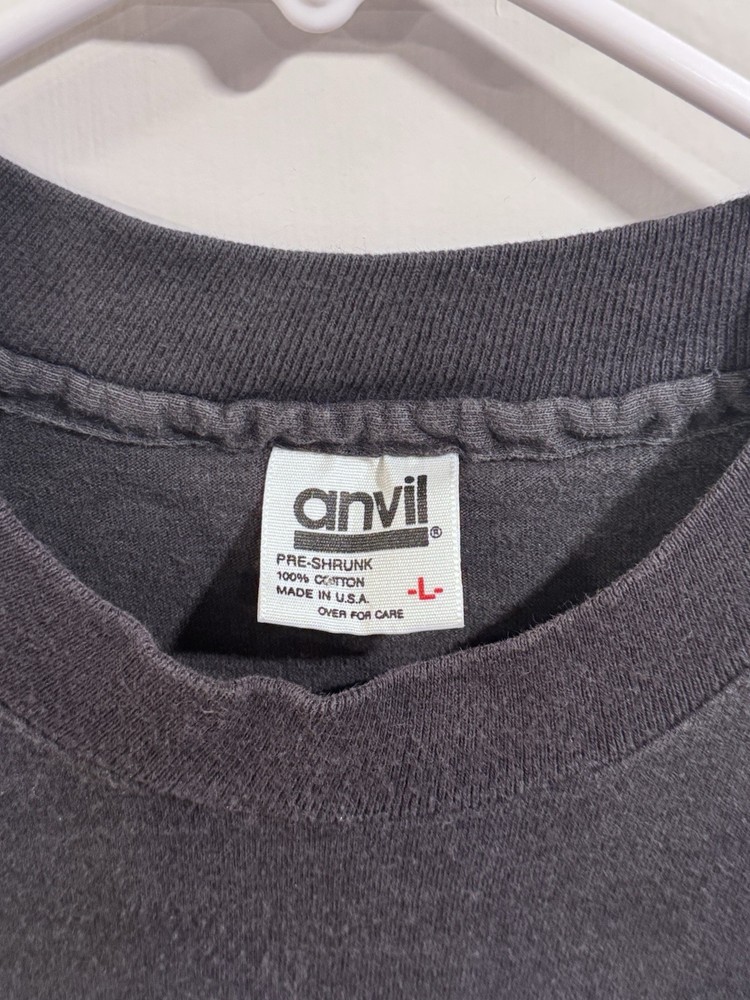 anvil®
PRE-SHRUNK
100% COTTON
MADE IN U.S.A.
-L-
OVER FOR CARE